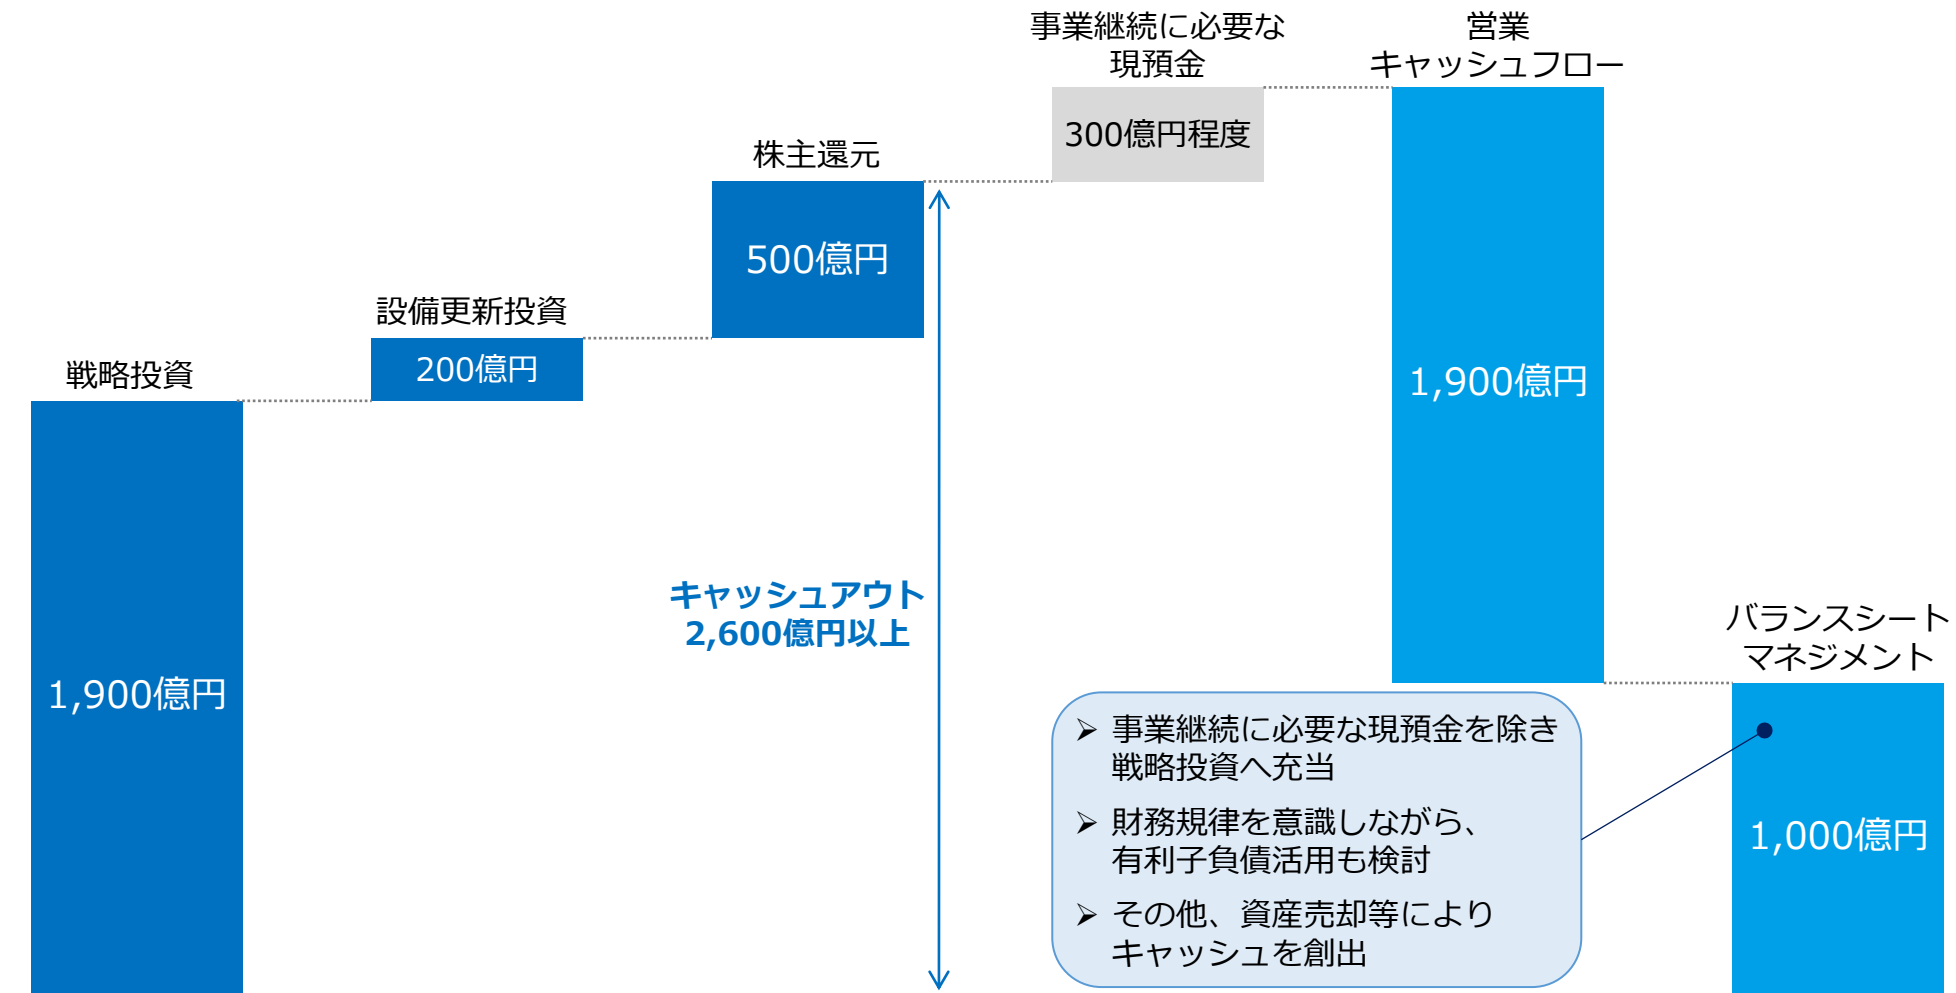 戦略投資
1,900億円
設備更新投資
200億円
株主還元
500億円
キャッシュアウト
2,600億円以上
事業継続に必要な
現預金
300億円程度
営業
キャッシュフロー
1,900億円
バランスシート
マネジメント
1,000億円
➢ 事業継続に必要な現預金を除き
戦略投資へ充当
➢ 財務規律を意識しながら、
有利子負債活用も検討
➢ その他、資産売却等により
キャッシュを創出